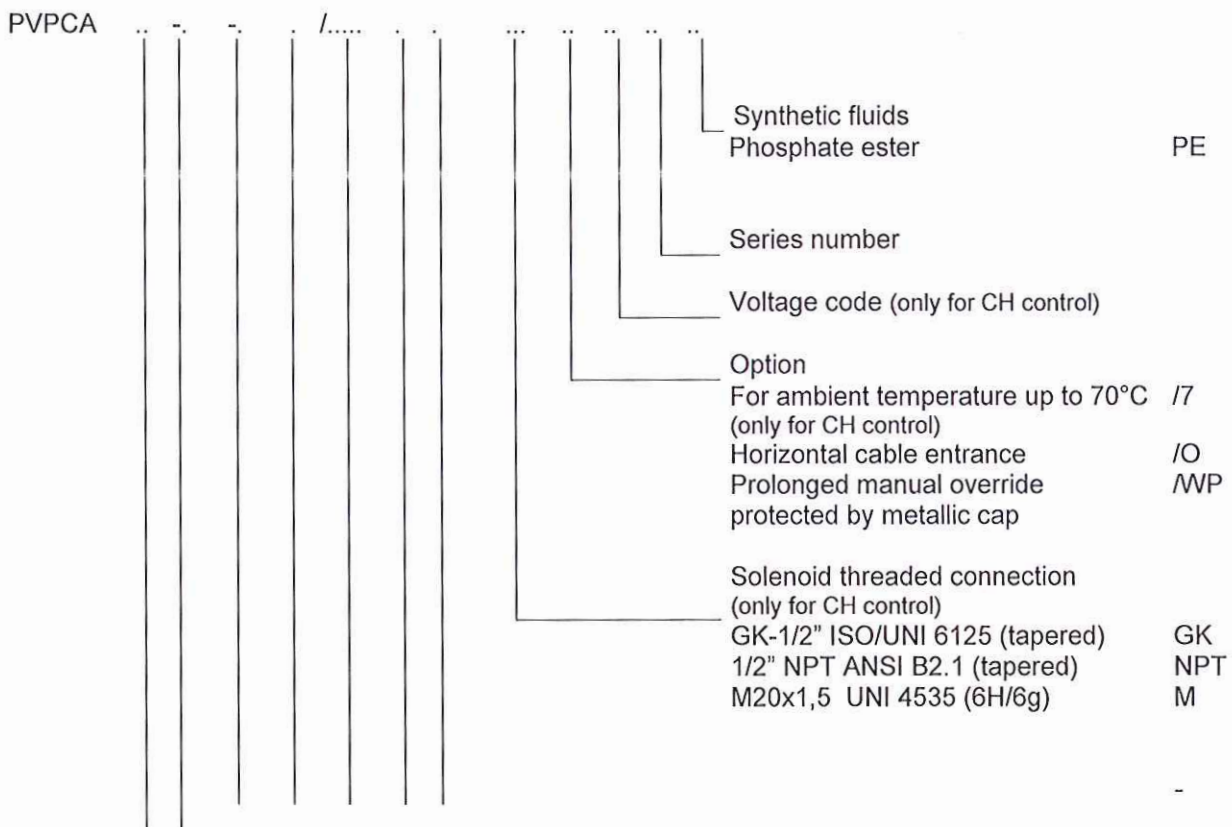 PVPCA .. -. -. . /..... . . ... .. .. .. ..
Synthetic fluids
Phosphate ester PE
Series number
Voltage code (only for CH control)
Option
For ambient temperature up to 70°C /7
(only for CH control)
Horizontal cable entrance /O
Prolonged manual override /WP
protected by metallic cap
Solenoid threaded connection
(only for CH control)
GK-1/2" ISO/UNI 6125 (tapered) GK
1/2" NPT ANSI B2.1 (tapered) NPT
M20x1,5 UNI 4535 (6H/6g) M
-